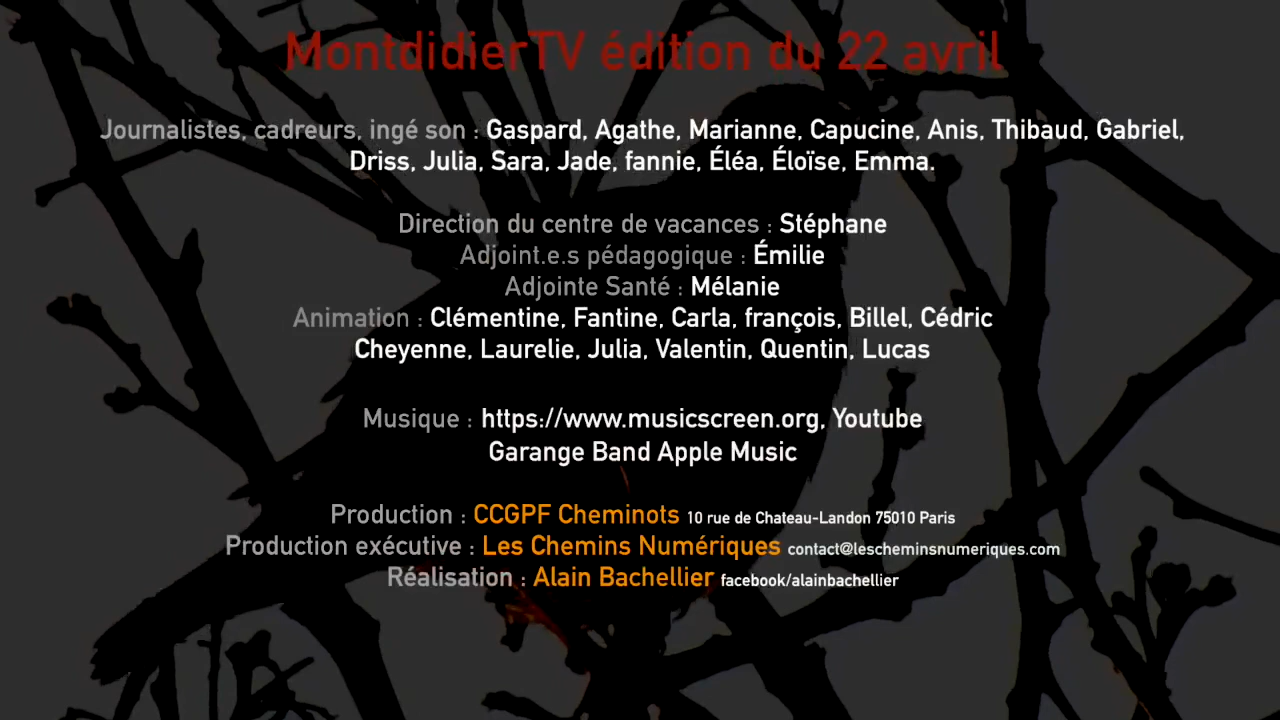 MontdidierTV édition du 22 avril
Journalistes, cadreurs, ingé son : Gaspard, Agathe, Marianne, Capucine, Anis, Thibaud, Gabriel,
Driss, Julia, Sara, Jade, fannie, Éléa, Éloïse, Emma.
Direction du centre de vacances : Stéphane
Adjoint.e.s pédagogique : Émilie
Adjointe Santé : Mélanie
Animation : Clémentine, Fantine, Carla, françois, Billel, Cédric
Cheyenne, Laurelie, Julia, Valentin, Quentin, Lucas
Musique : https://www.musicscreen.org, Youtube
Garange Band Apple Music
Production : CCGPF Cheminots 10 rue de Chateau-Landon 75010 Paris
Production exécutive : Les Chemins Numériques contact@lescheminsnumeriques.com
Réalisation : Alain Bachellier facebook/alainbachellier